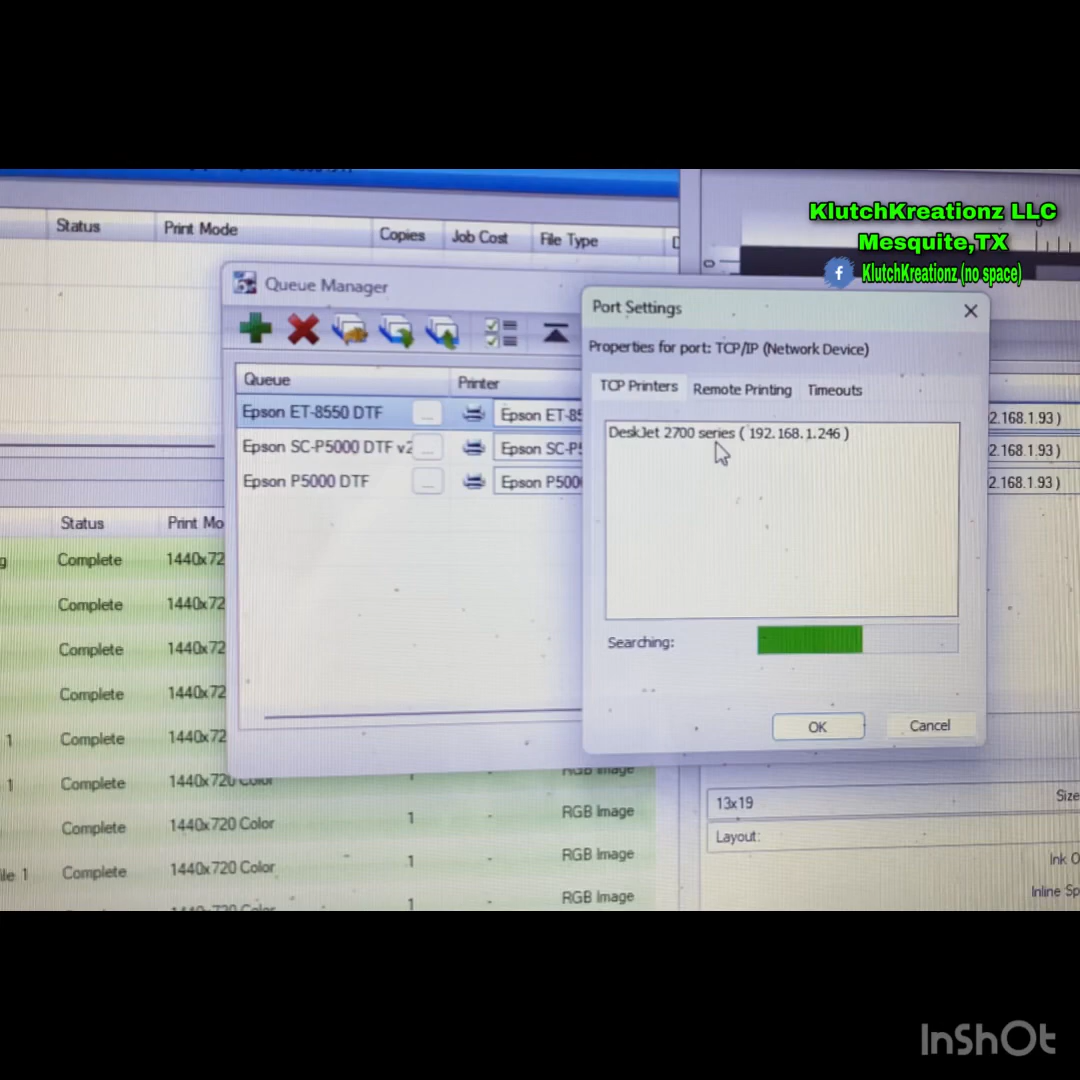 KlutchKreationz LLC
Mesquite,TX
f KlutchKreationz (no space)
Status Print Mode Copies Job Cost File Type
Queue Manager
Port Settings
Properties for port: TCP/IP (Network Device)
TCP Printers Remote Printing Timeouts
Queue Printer
Epson ET-8550 DTF ... Epson ET-85
Epson SC-P5000 DTF v2 ... Epson SC-P5
Epson P5000 DTF ... Epson P500
DeskJet 2700 series ( 192.168.1.246 )
2.168.1.93 )
2.168.1.93 )
2.168.1.93 )
Searching:
OK Cancel
Status Print Mo
g Complete 1440x72
Complete 1440x72
Complete 1440x72
Complete 1440x72
1 Complete 1440x72
1 Complete 1440x720 Color 1 - RGB Image
Complete 1440x720 Color 1 - RGB Image
ile 1 Complete 1440x720 Color 1 - RGB Image
1 - RGB Image
13x19 Size
Layout:
Ink O
Inline Sp
InShOt